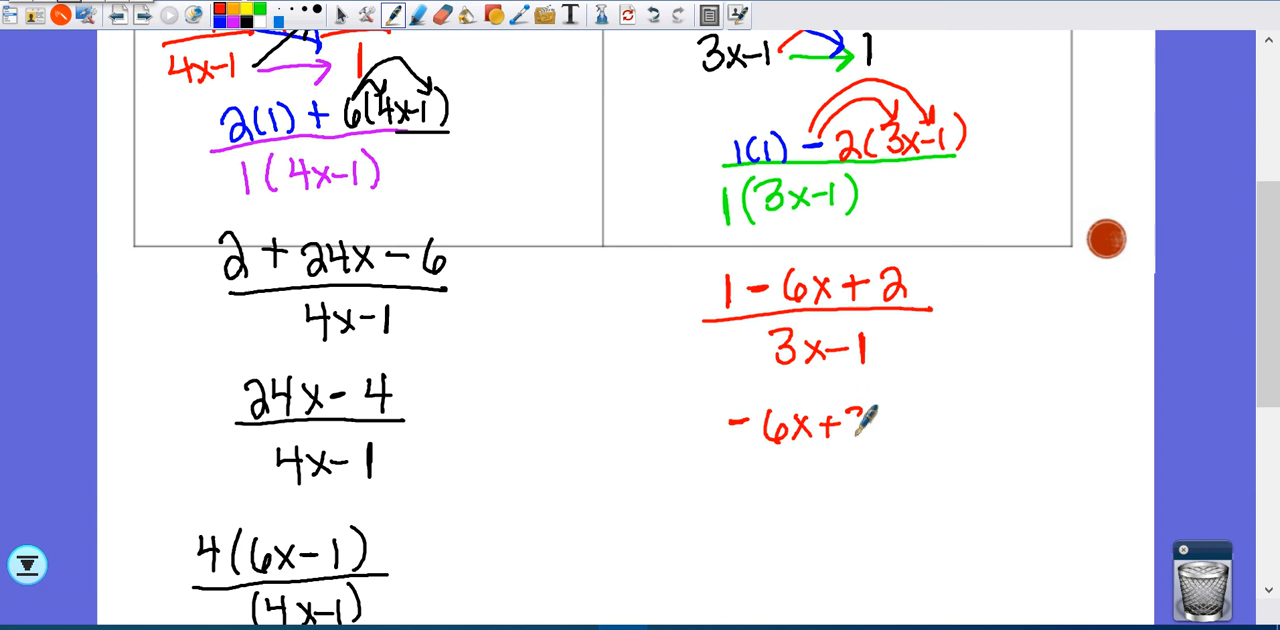 4x-1 1
2(1) + 6(4x-1)
1(4x-1)
2 + 24x - 6
4x-1
24x - 4
4x - 1
4(6x-1)
(4x-1)
3x-1 1
1(1) - 2(3x-1)
1(3x-1)
1 - 6x + 2
3x-1
- 6x +